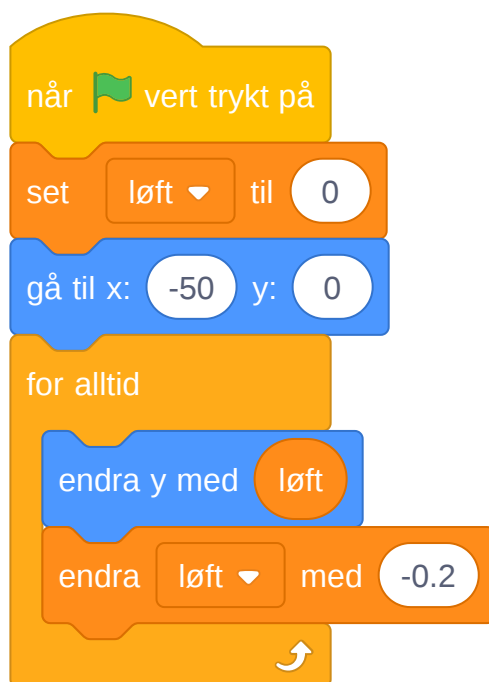 når vert trykt på
set løft til 0
gå til x: -50 y: 0
for alltid
endra y med løft
endra løft med -0.2